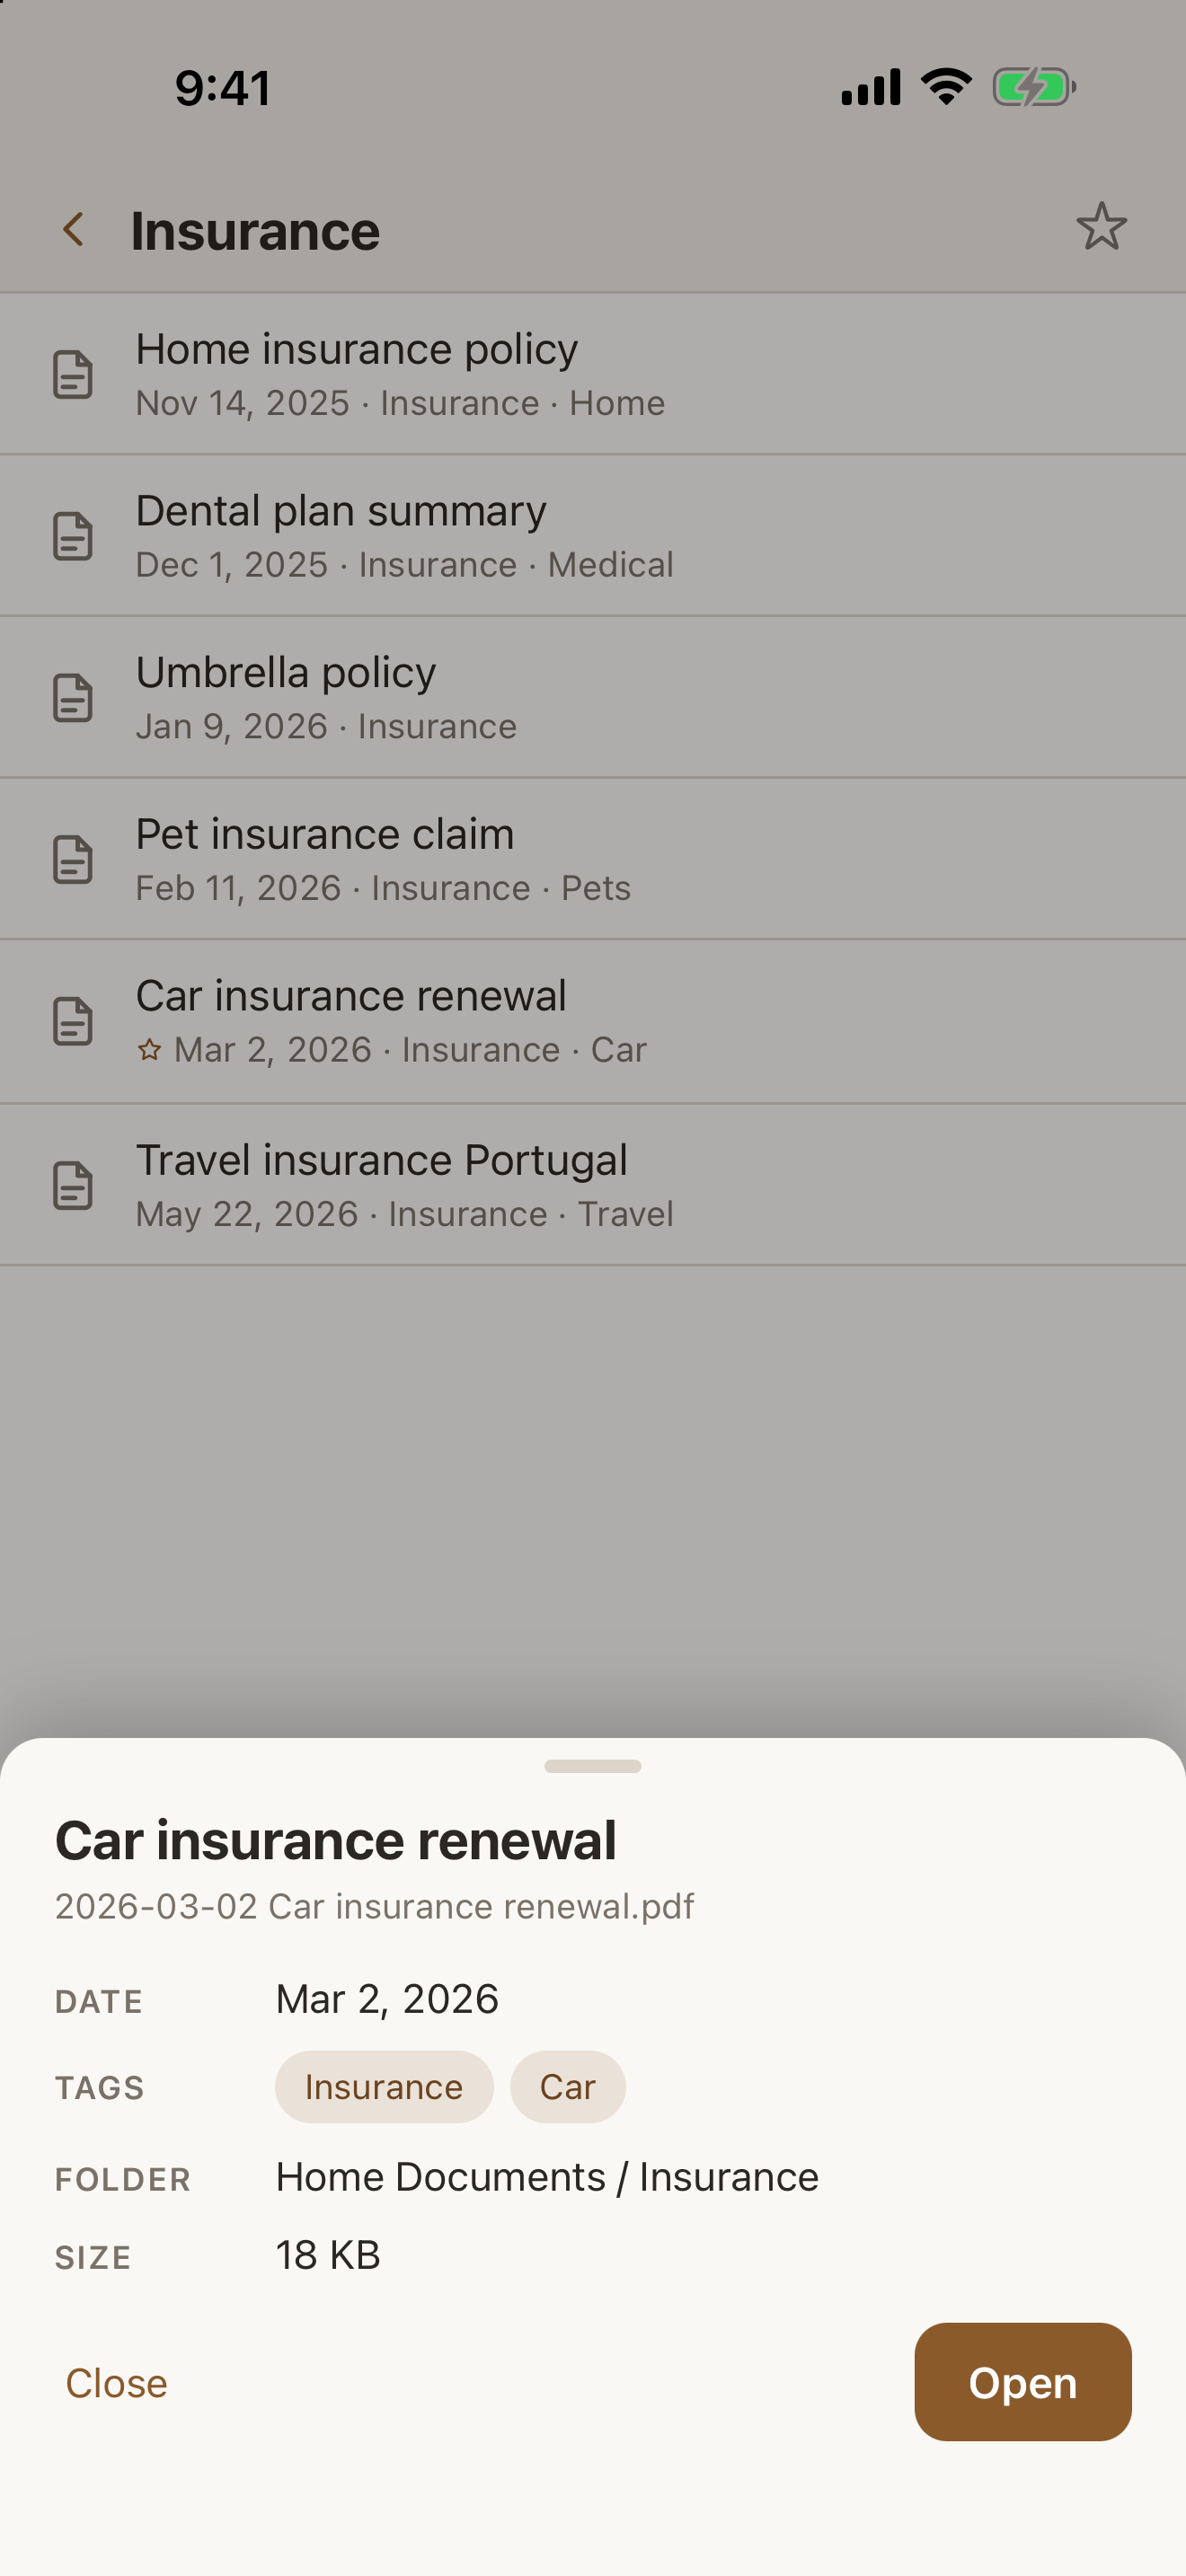 9:41
Insurance
Home insurance policy
Nov 14, 2025 · Insurance · Home
Dental plan summary
Dec 1, 2025 · Insurance · Medical
Umbrella policy
Jan 9, 2026 · Insurance
Pet insurance claim
Feb 11, 2026 · Insurance · Pets
Car insurance renewal
Mar 2, 2026 · Insurance · Car
Travel insurance Portugal
May 22, 2026 · Insurance · Travel
Car insurance renewal
2026-03-02 Car insurance renewal.pdf
DATE Mar 2, 2026
TAGS Insurance Car
FOLDER Home Documents / Insurance
SIZE 18 KB
Close Open